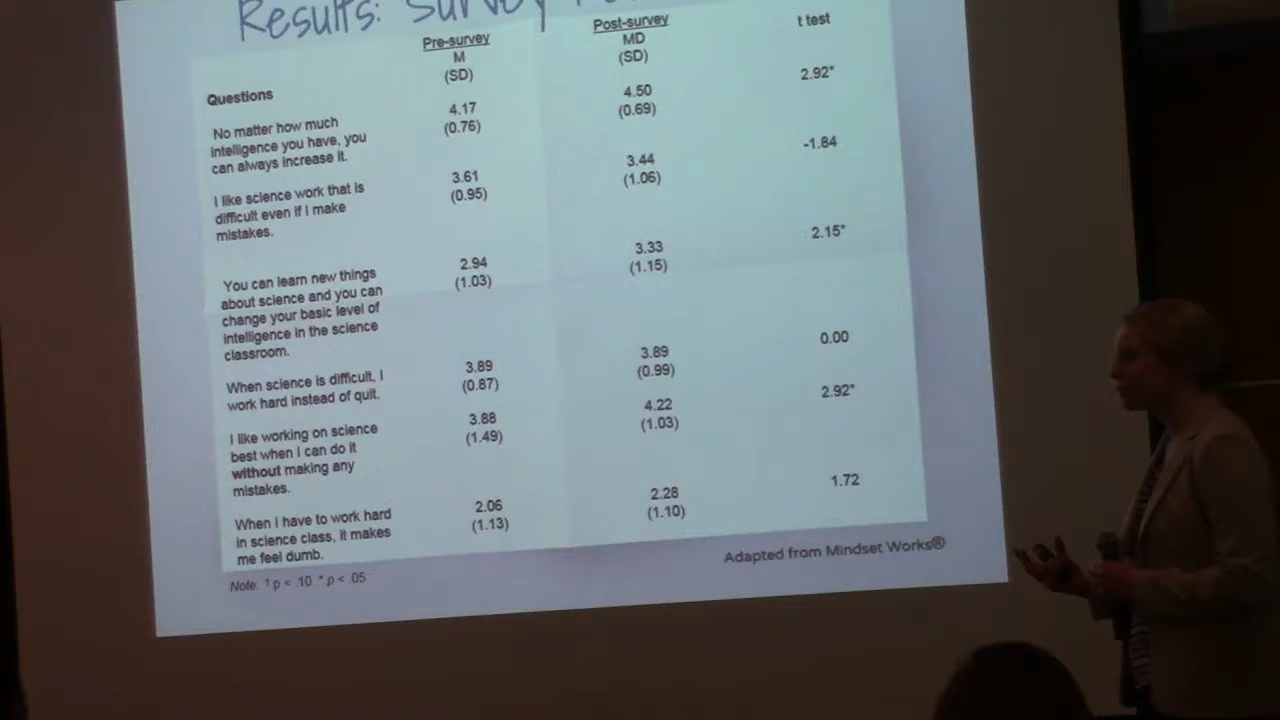 Results: Survey
Pre-survey
M
(SD)
Post-survey
MD
(SD)
t test
Questions
No matter how much
intelligence you have, you
can always increase it.
4.17
(0.76)
4.50
(0.69)
2.92*
I like science work that is
difficult even if I make
mistakes.
3.61
(0.95)
3.44
(1.06)
-1.84
You can learn new things
about science and you can
change your basic level of
intelligence in the science
classroom.
2.94
(1.03)
3.33
(1.15)
2.15*
When science is difficult, I
work hard instead of quit.
3.89
(0.87)
3.89
(0.99)
0.00
I like working on science
best when I can do it
without making any
mistakes.
3.88
(1.49)
4.22
(1.03)
2.92*
When I have to work hard
in science class, it makes
me feel dumb.
2.06
(1.13)
2.28
(1.10)
1.72
Note. † p < .10 * p < .05
Adapted from Mindset Works®